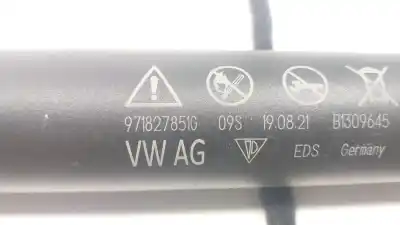 971827851G 09S 19.08.21 B1309645
VW AG EDS Germany